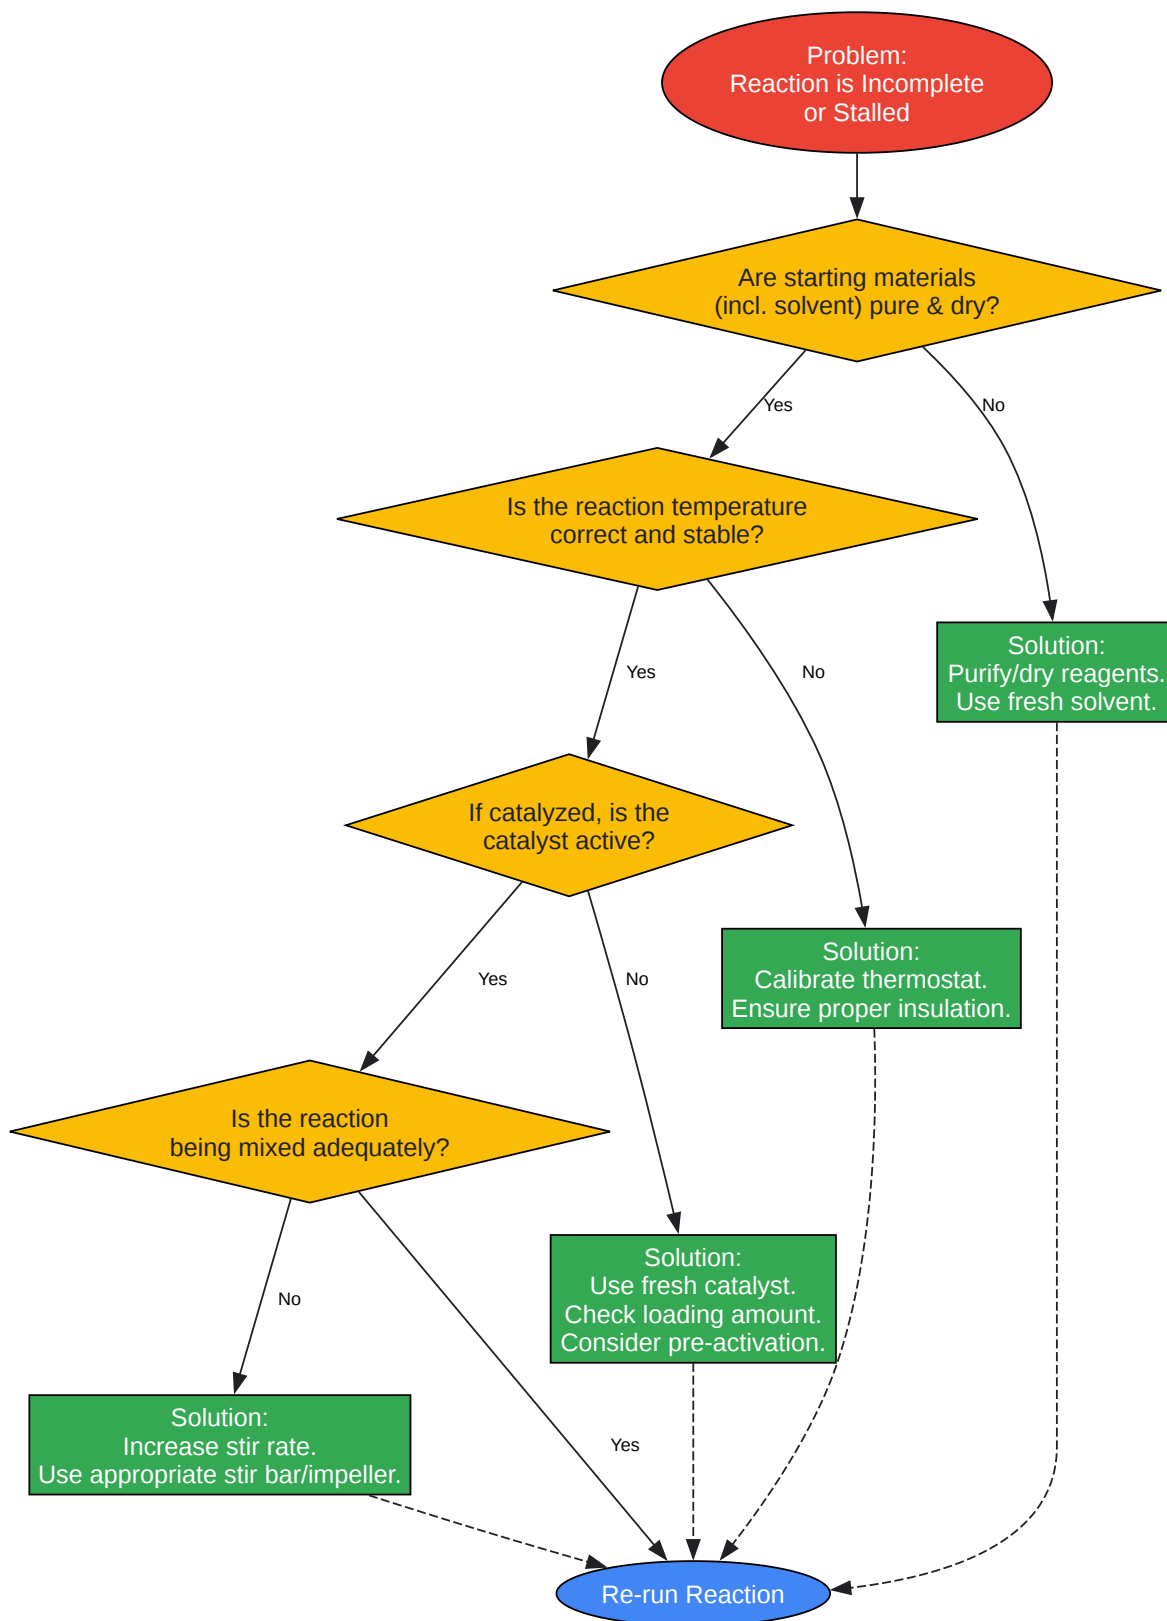 Problem:
Reaction is Incomplete
or Stalled
Are starting materials
(incl. solvent) pure & dry?
Yes
No
Is the reaction temperature
correct and stable?
Yes
No
Solution:
Purify/dry reagents.
Use fresh solvent.
If catalyzed, is the
catalyst active?
Yes
No
Solution:
Calibrate thermostat.
Ensure proper insulation.
Is the reaction
being mixed adequately?
No
Yes
Solution:
Use fresh catalyst.
Check loading amount.
Consider pre-activation.
Solution:
Increase stir rate.
Use appropriate stir bar/impeller.
Re-run Reaction